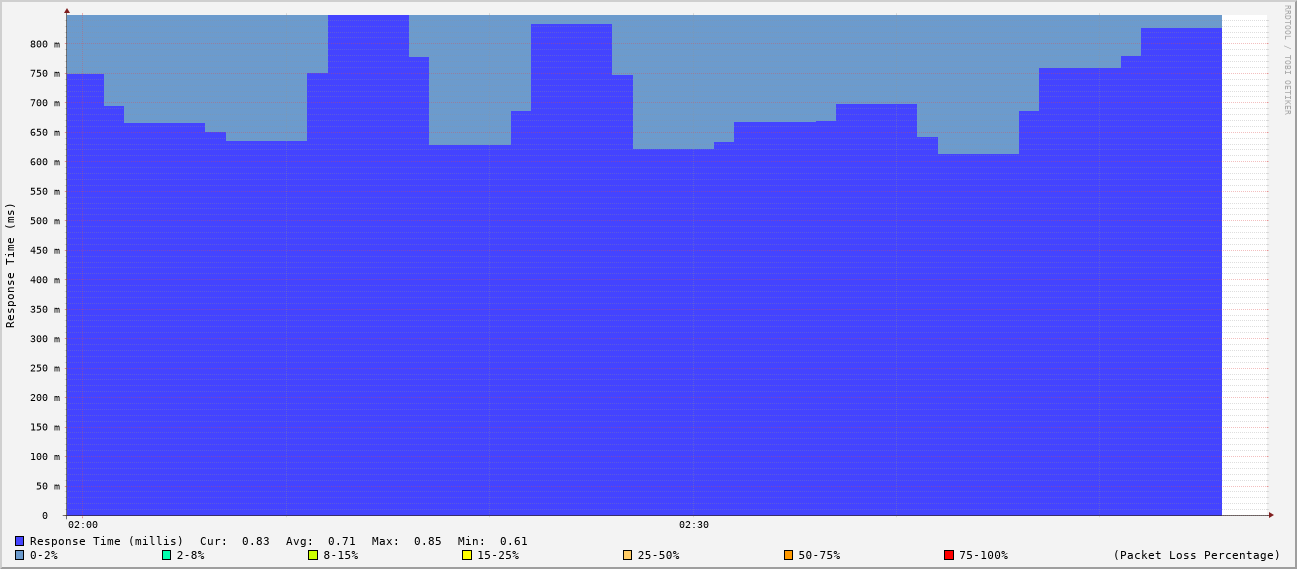 RRDTOOL / TOBI OETIKER
Response Time (ms)
800 m
750 m
700 m
650 m
600 m
550 m
500 m
450 m
400 m
350 m
300 m
250 m
200 m
150 m
100 m
50 m
0
02:00 02:30
Response Time (millis) Cur: 0.83 Avg: 0.71 Max: 0.85 Min: 0.61
0-2% 2-8% 8-15% 15-25% 25-50% 50-75% 75-100% (Packet Loss Percentage)